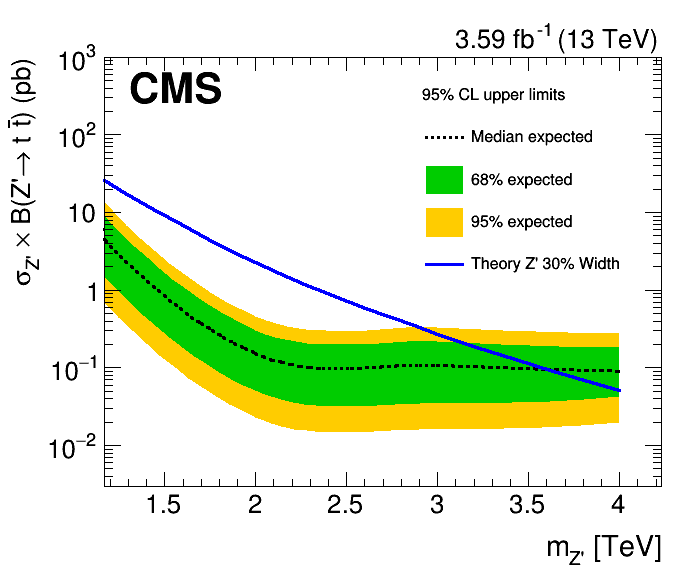 3.59 fb⁻¹ (13 TeV)
CMS
95% CL upper limits
Median expected
68% expected
95% expected
Theory Z' 30% Width
σ_Z' × B(Z' → t t̄) (pb)
10³
10²
10
1
10⁻¹
10⁻²
1.5 2 2.5 3 3.5 4
m_Z' [TeV]